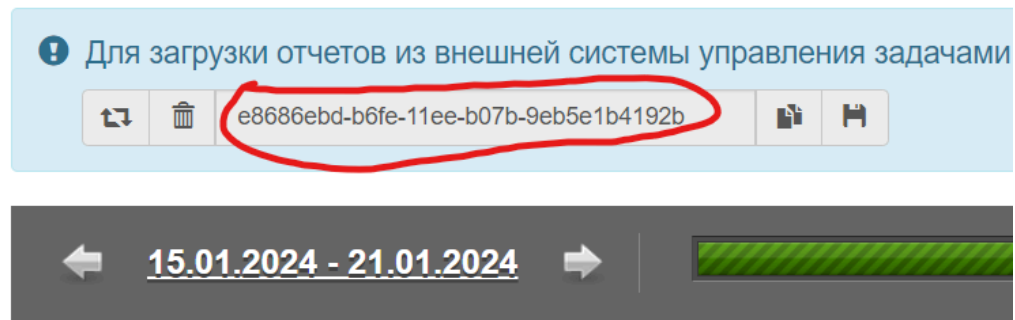 Для загрузки отчетов из внешней системы управления задачами
e8686ebd-b6fe-11ee-b07b-9eb5e1b4192b
15.01.2024 - 21.01.2024